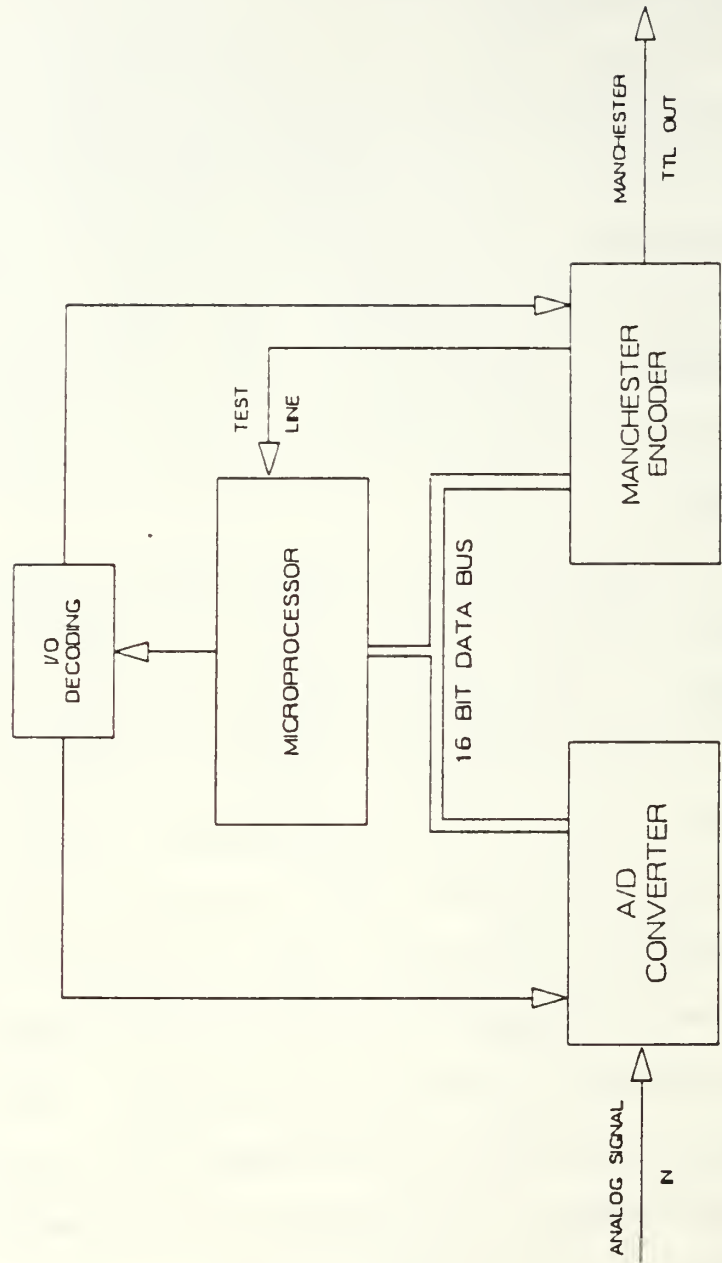 I/O
DECODING
TEST
LINE
MICROPROCESSOR
16 BIT DATA BUS
ANALOG SIGNAL
IN
A/D
CONVERTER
MANCHESTER
ENCODER
MANCHESTER
TTL OUT